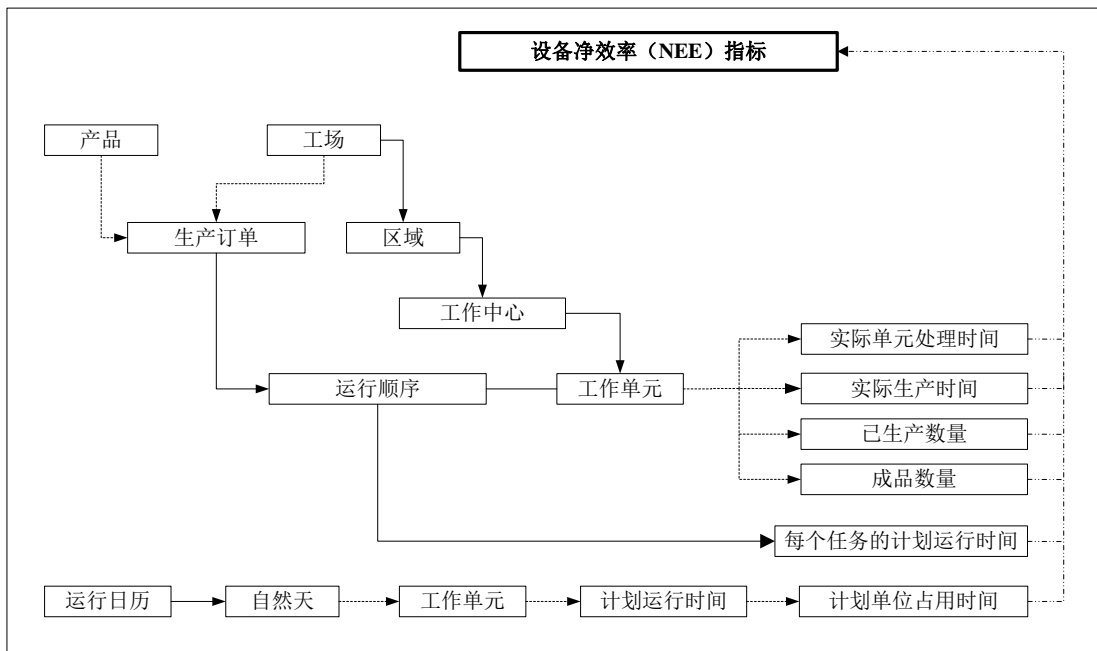 设备净效率（NEE）指标
产品
工场
生产订单
区域
工作中心
实际单元处理时间
运行顺序
工作单元
实际生产时间
已生产数量
成品数量
每个任务的计划运行时间
运行日历
自然天
工作单元
计划运行时间
计划单位占用时间